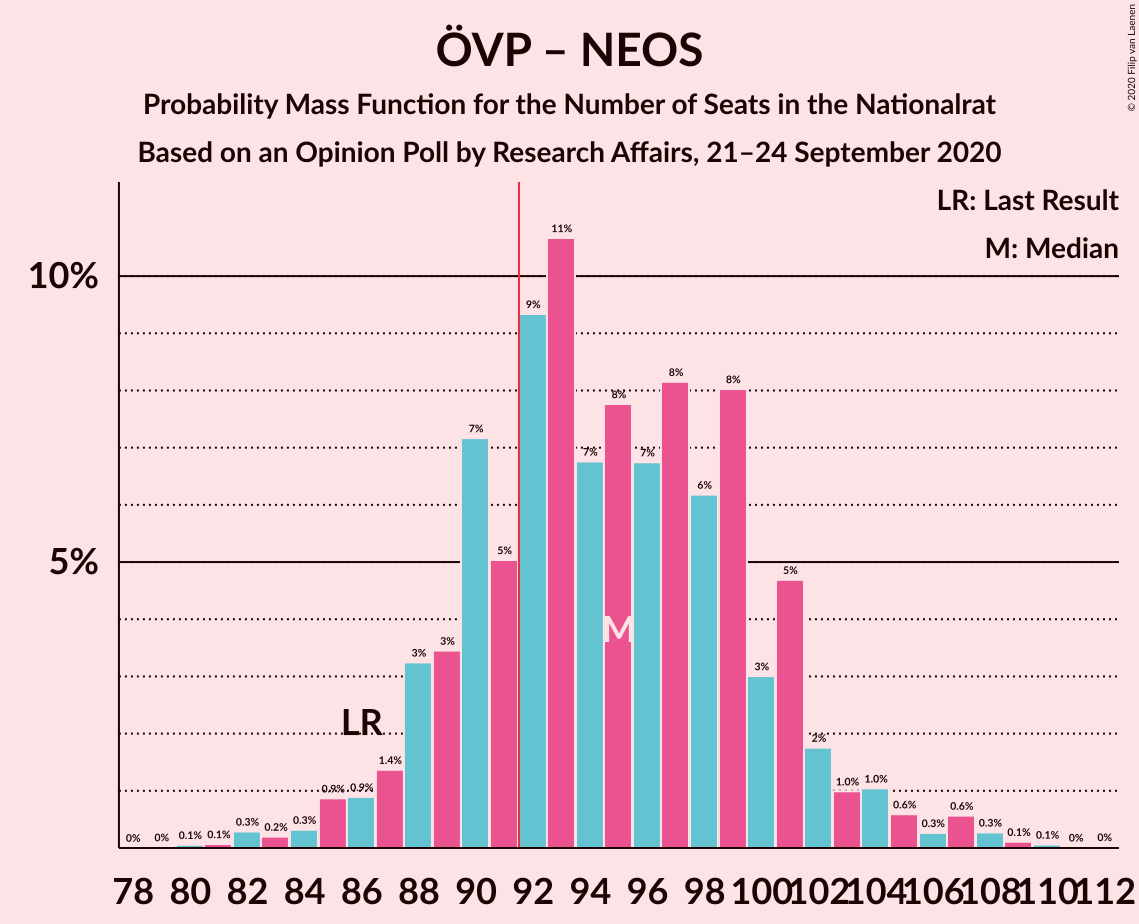 ÖVP – NEOS
Probability Mass Function for the Number of Seats in the Nationalrat
Based on an Opinion Poll by Research Affairs, 21–24 September 2020
© 2020 Filip van Laenen
LR: Last Result
M: Median
10%
5%
0% 0% 0.1% 0.1% 0.3% 0.2% 0.3% 0.9% 0.9% 1.4% 3% 3% 7% 5% 9% 11% 7% 8% 7% 8% 6% 8% 3% 5% 2% 1.0% 1.0% 0.6% 0.3% 0.6% 0.3% 0.1% 0.1% 0% 0%
LR
M
78 80 82 84 86 88 90 92 94 96 98 100 102 104 106 108 110 112